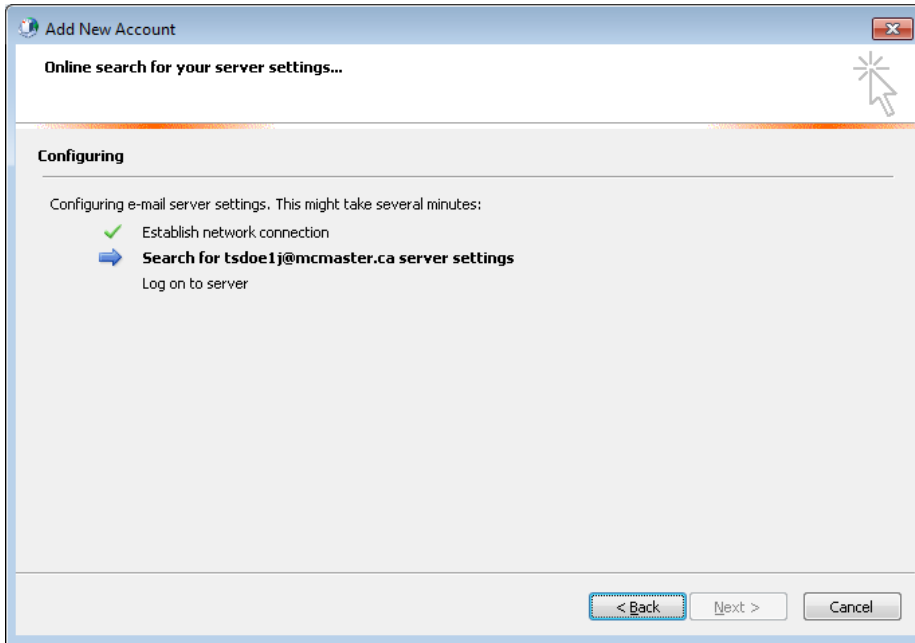 Add New Account
Online search for your server settings...
Configuring
Configuring e-mail server settings. This might take several minutes:
Establish network connection
Search for tsdoe1j@mcmaster.ca server settings
Log on to server
< Back Next > Cancel